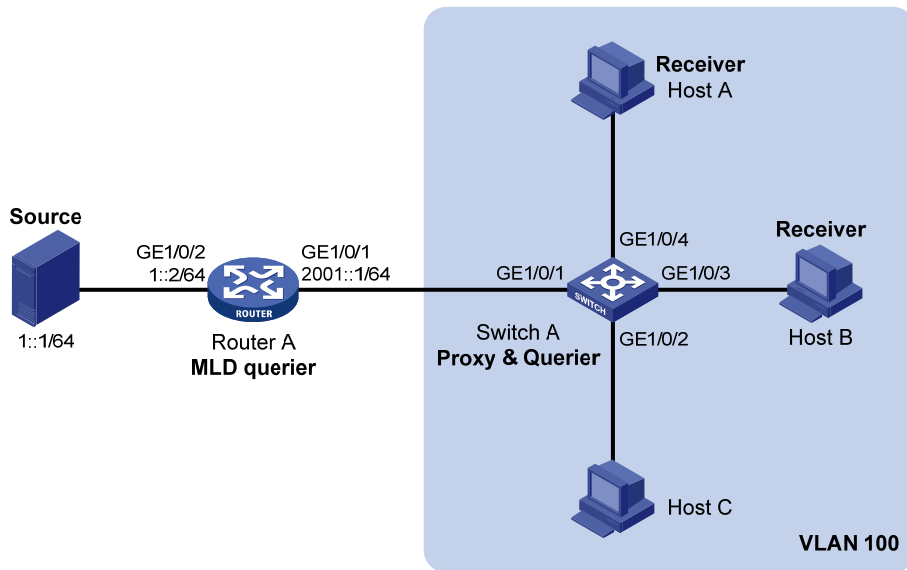 Receiver
Host A
Source
Receiver
GE1/0/2
1::2/64
GE1/0/1
2001::1/64
GE1/0/4
GE1/0/1
GE1/0/3
ROUTER
SWITCH
1::1/64
Router A
MLD querier
Switch A
Proxy & Querier
GE1/0/2
Host B
Host C
VLAN 100